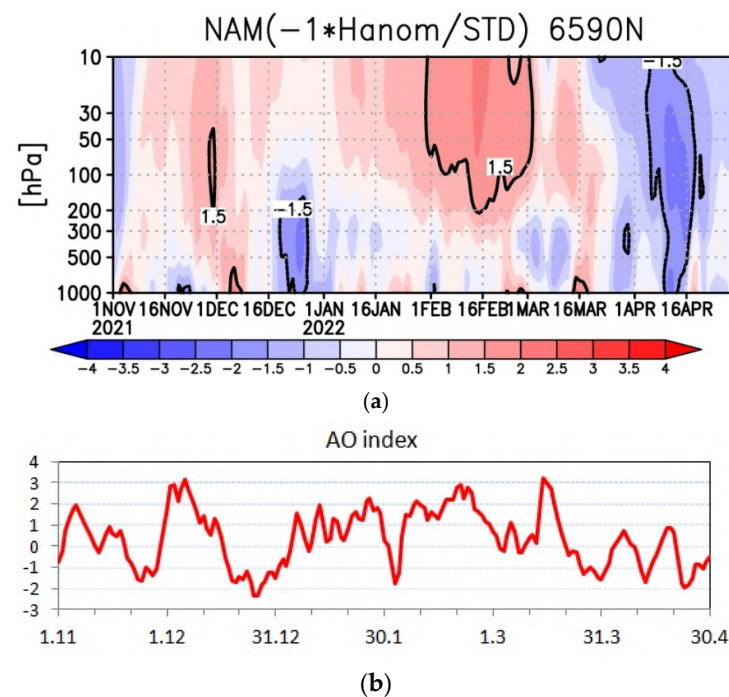 NAM(-1*Hanom/STD) 6590N
10
-1.5
30
50
100
1.5
200
1.5
-1.5
300
500
1000
[hPa]
1NOV 16NOV 1DEC 16DEC 1JAN 16JAN 1FEB 16FEB 1MAR 16MAR 1APR 16APR
2021 2022
-4 -3.5 -3 -2.5 -2 -1.5 -1 -0.5 0 0.5 1 1.5 2 2.5 3 3.5 4
(a)
AO index
4
3
2
1
0
-1
-2
-3
1.11 1.12 31.12 30.1 1.3 31.3 30.4
(b)